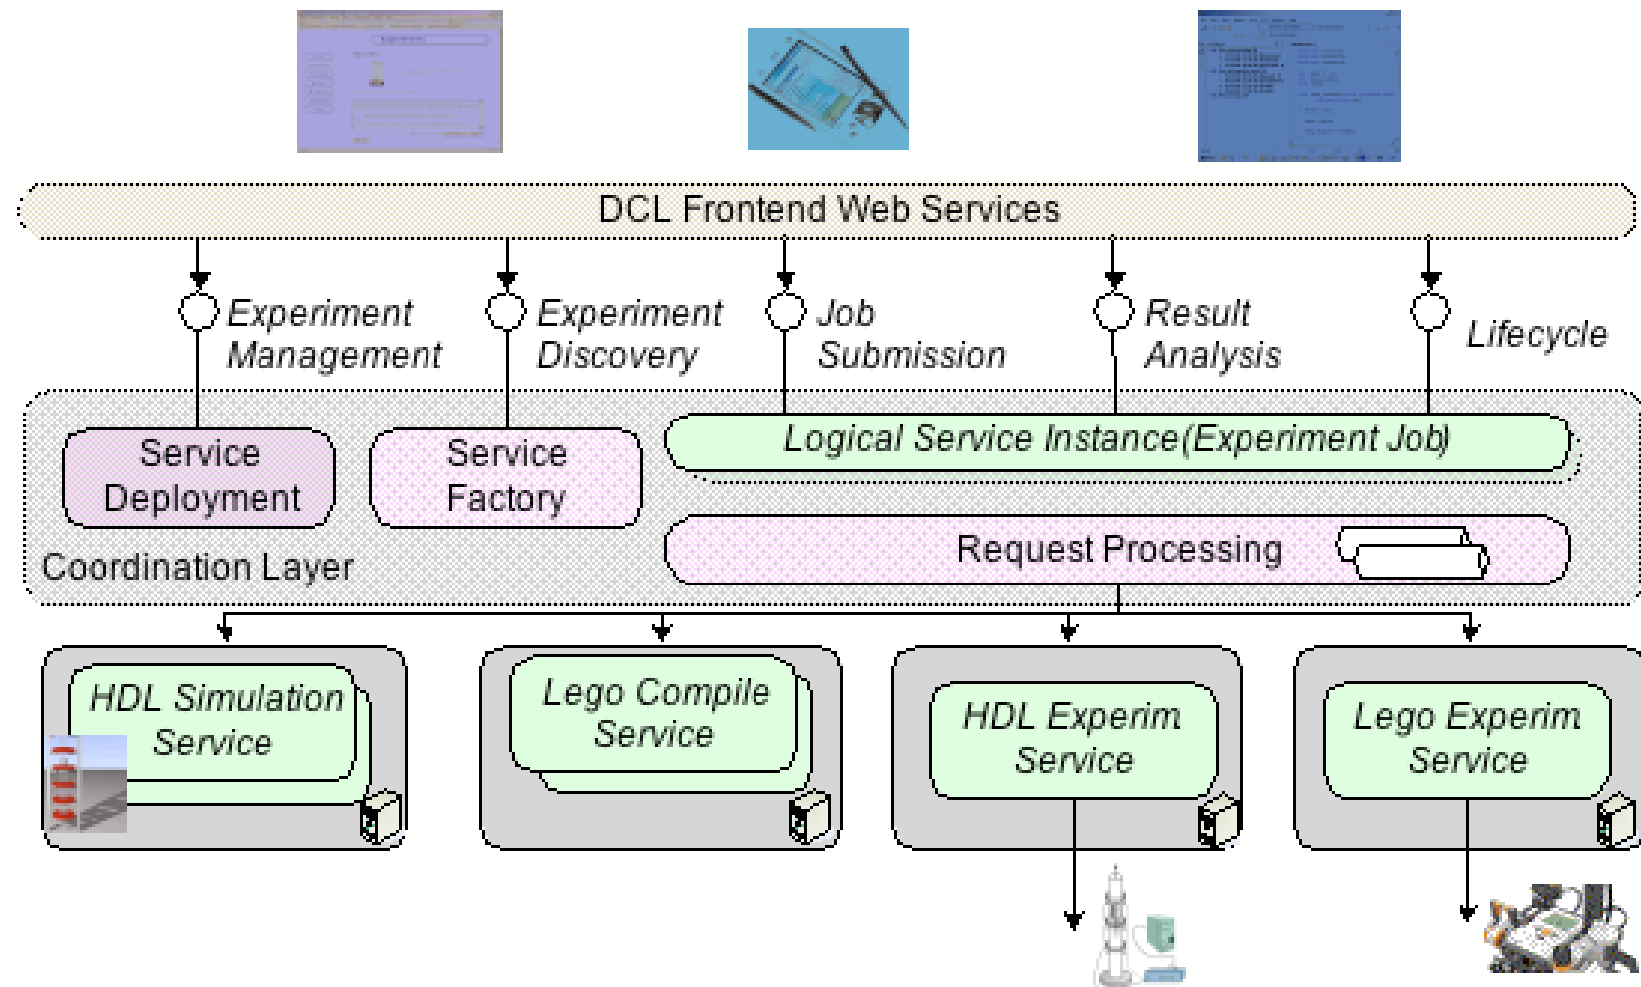 DCL Frontend Web Services
Experiment
Management
Experiment
Discovery
Job
Submission
Result
Analysis
Lifecycle
Service
Deployment
Service
Factory
Logical Service Instance(Experiment Job)
Request Processing
Coordination Layer
HDL Simulation
Service
Lego Compile
Service
HDL Experim
Service
Lego Experim
Service